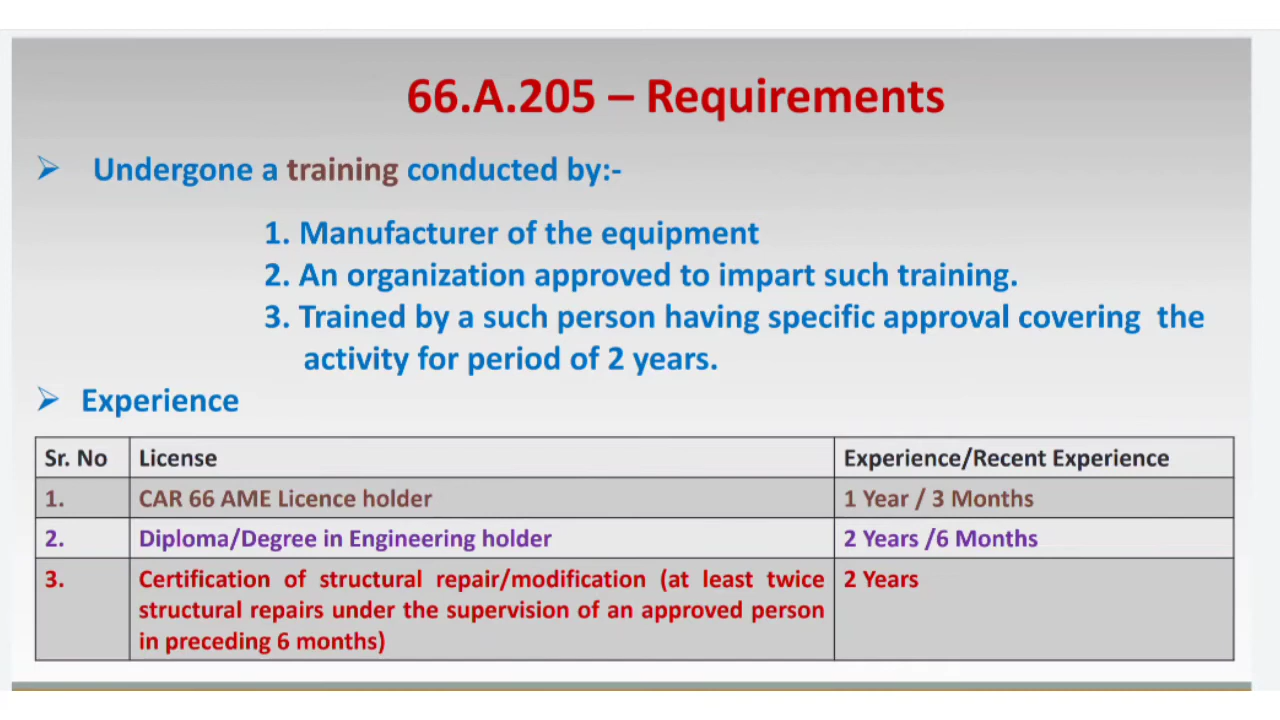 66.A.205 – Requirements
Undergone a training conducted by:-
1. Manufacturer of the equipment
2. An organization approved to impart such training.
3. Trained by a such person having specific approval covering the
activity for period of 2 years.
Experience
Sr. No License Experience/Recent Experience
1. CAR 66 AME Licence holder 1 Year / 3 Months
2. Diploma/Degree in Engineering holder 2 Years /6 Months
3. Certification of structural repair/modification (at least twice 2 Years
structural repairs under the supervision of an approved person
in preceding 6 months)